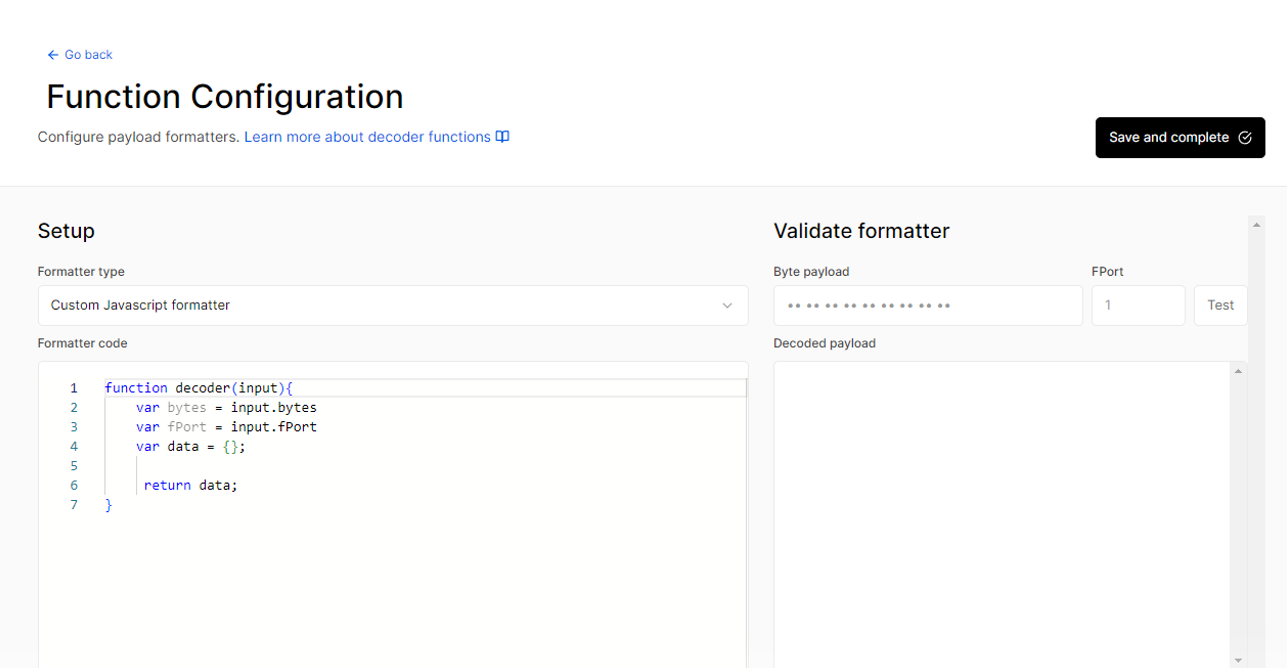 Go back
Function Configuration
Configure payload formatters. Learn more about decoder functions
Save and complete
Setup
Formatter type
Custom Javascript formatter
Formatter code
1 function decoder(input){
2     var bytes = input.bytes
3     var fPort = input.fPort
4     var data = {};
5
6      return data;
7 }
Validate formatter
Byte payload
FPort
•• •• •• •• •• •• •• •• ••
1
Test
Decoded payload